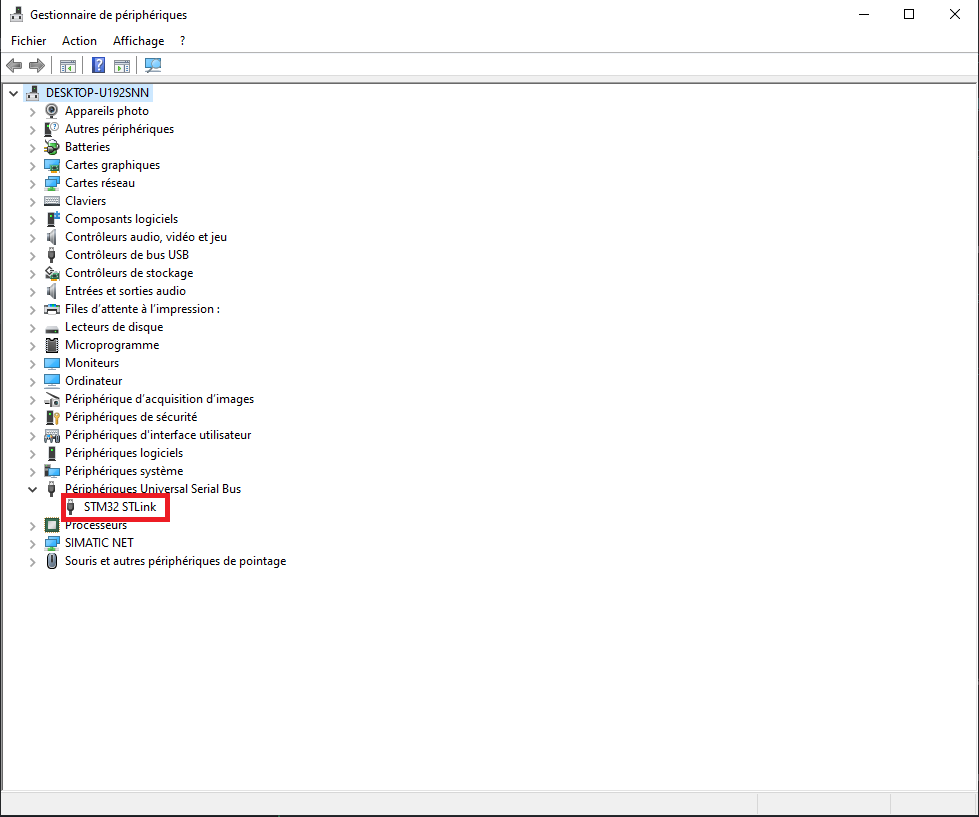 Gestionnaire de périphériques
Fichier Action Affichage ?
DESKTOP-U192SNN
Appareils photo
Autres périphériques
Batteries
Cartes graphiques
Cartes réseau
Claviers
Composants logiciels
Contrôleurs audio, vidéo et jeu
Contrôleurs de bus USB
Contrôleurs de stockage
Entrées et sorties audio
Files d'attente à l'impression :
Lecteurs de disque
Microprogramme
Moniteurs
Ordinateur
Périphérique d'acquisition d'images
Périphériques de sécurité
Périphériques d'interface utilisateur
Périphériques logiciels
Périphériques système
Périphériques Universal Serial Bus
STM32 STLink
Processeurs
SIMATIC NET
Souris et autres périphériques de pointage